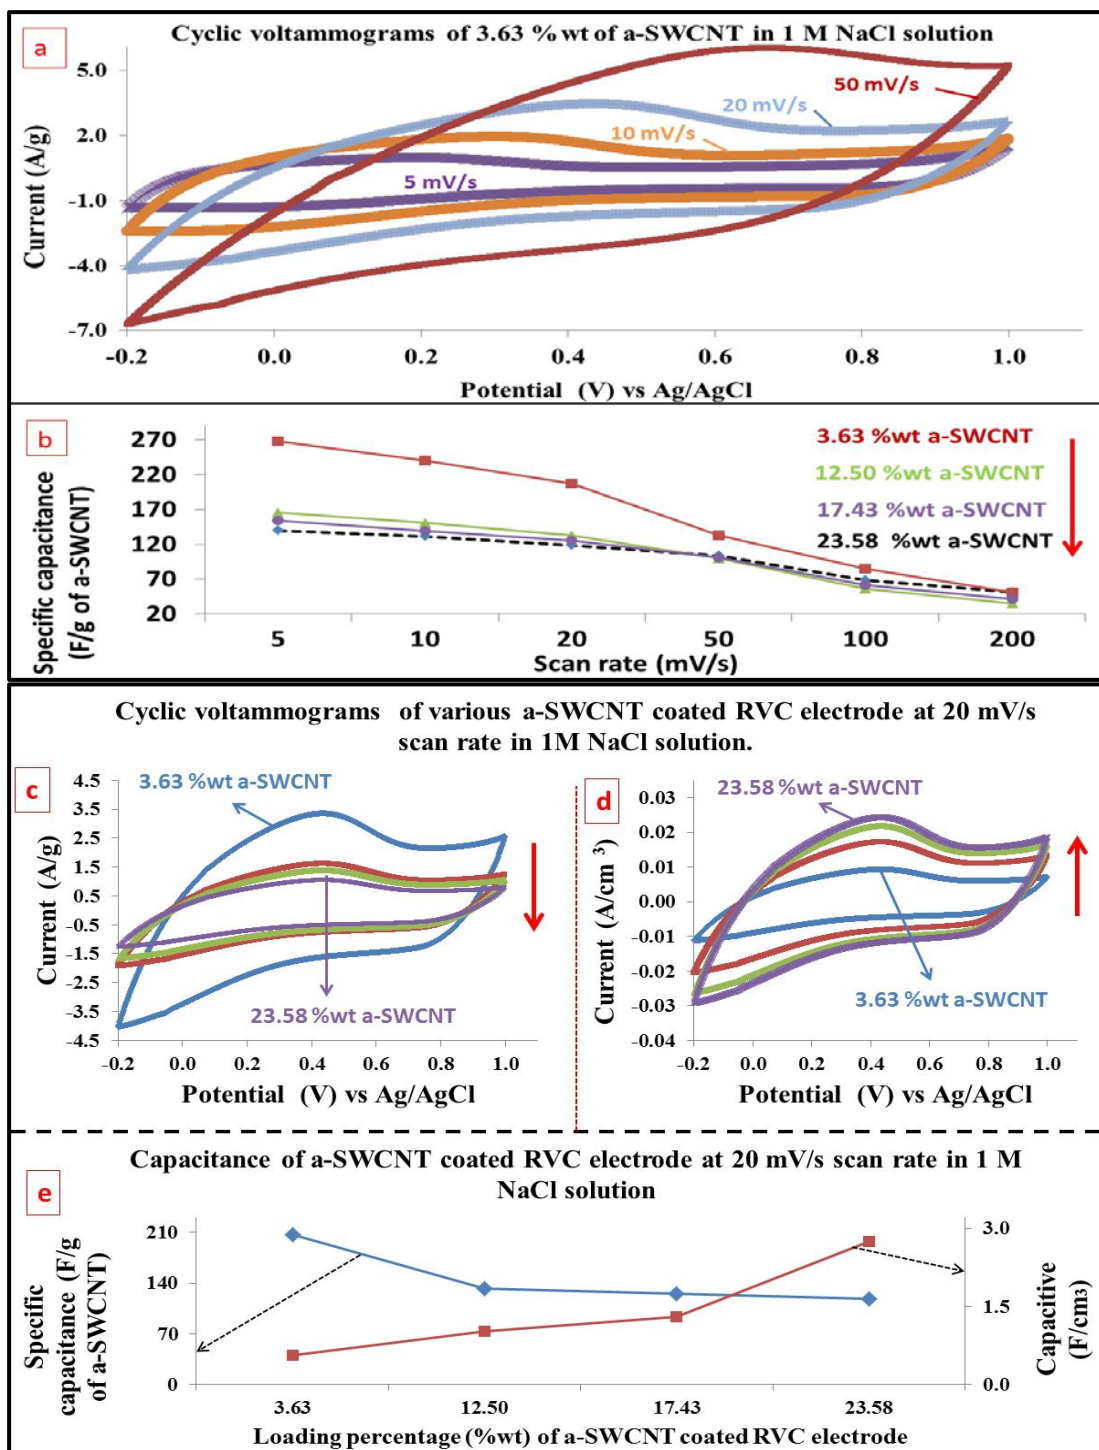 a
Cyclic voltammograms of 3.63 % wt of a-SWCNT in 1 M NaCl solution
Current (A/g)
5.0
2.0
-1.0
-4.0
-7.0
50 mV/s
20 mV/s
10 mV/s
5 mV/s
-0.2 0.0 0.2 0.4 0.6 0.8 1.0
Potential (V) vs Ag/AgCl
b
Specific capacitance
(F/g of a-SWCNT)
270
220
170
120
70
20
3.63 %wt a-SWCNT
12.50 %wt a-SWCNT
17.43 %wt a-SWCNT
23.58 %wt a-SWCNT
5 10 20 50 100 200
Scan rate (mV/s)
Cyclic voltammograms of various a-SWCNT coated RVC electrode at 20 mV/s
scan rate in 1M NaCl solution.
c
Current (A/g)
4.5
3.5
2.5
1.5
0.5
-0.5
-1.5
-2.5
-3.5
-4.5
3.63 %wt a-SWCNT
23.58 %wt a-SWCNT
-0.2 0.0 0.2 0.4 0.6 0.8 1.0
Potential (V) vs Ag/AgCl
d
Current (A/cm 3)
0.03
0.02
0.01
0.00
-0.01
-0.02
-0.03
-0.04
23.58 %wt a-SWCNT
3.63 %wt a-SWCNT
-0.2 0.0 0.2 0.4 0.6 0.8 1.0
Potential (V) vs Ag/AgCl
e
Capacitance of a-SWCNT coated RVC electrode at 20 mV/s scan rate in 1 M
NaCl solution
Specific
capacitance (F/g
of a-SWCNT)
210
140
70
0
3.0
1.5
0.0
Capacitive
(F/cm3)
3.63 12.50 17.43 23.58
Loading percentage (%wt) of a-SWCNT coated RVC electrode